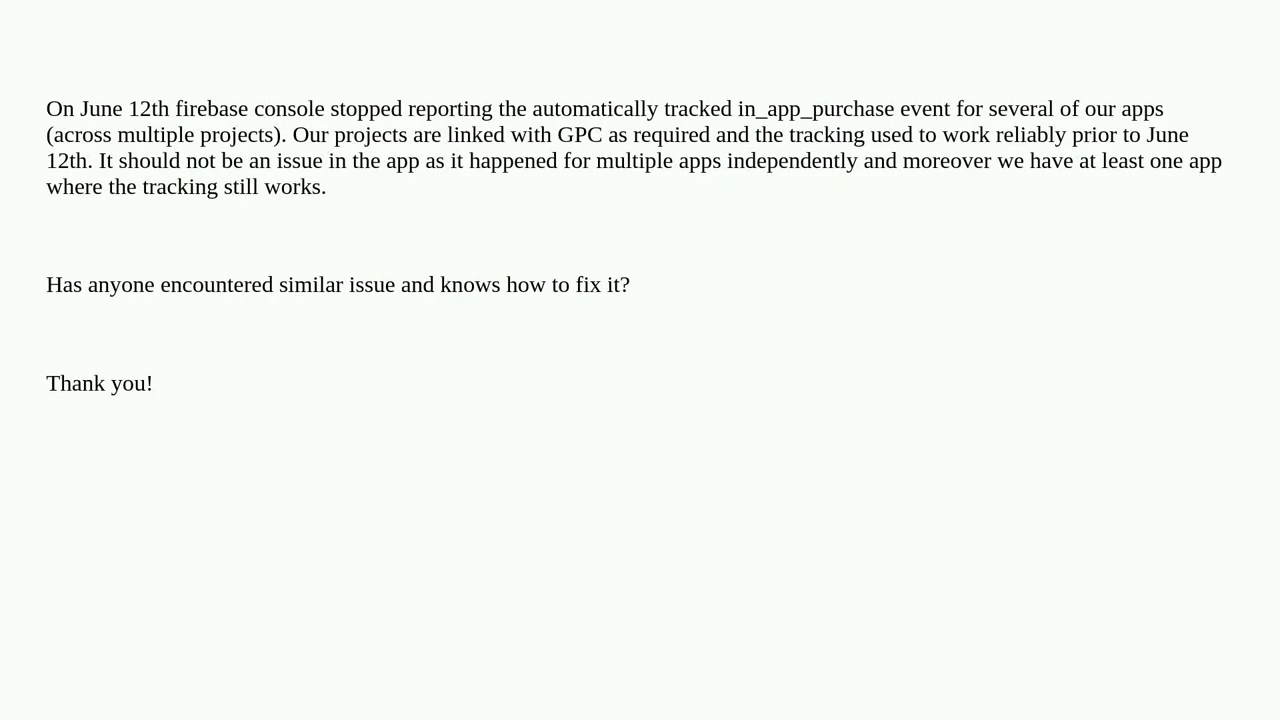 On June 12th firebase console stopped reporting the automatically tracked in_app_purchase event for several of our apps
(across multiple projects). Our projects are linked with GPC as required and the tracking used to work reliably prior to June
12th. It should not be an issue in the app as it happened for multiple apps independently and moreover we have at least one app
where the tracking still works.
Has anyone encountered similar issue and knows how to fix it?
Thank you!